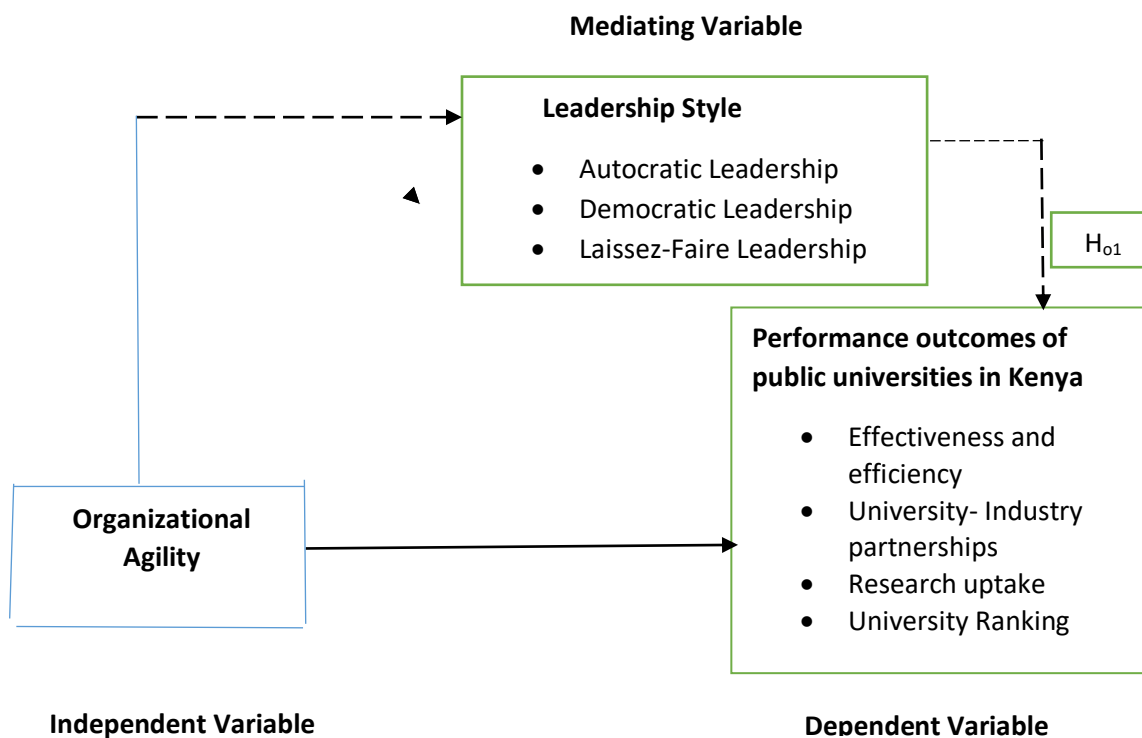 Mediating Variable
Leadership Style
• Autocratic Leadership
• Democratic Leadership
• Laissez-Faire Leadership
Ho1
Performance outcomes of
public universities in Kenya
• Effectiveness and
efficiency
• University- Industry
partnerships
• Research uptake
• University Ranking
Organizational
Agility
Independent Variable
Dependent Variable